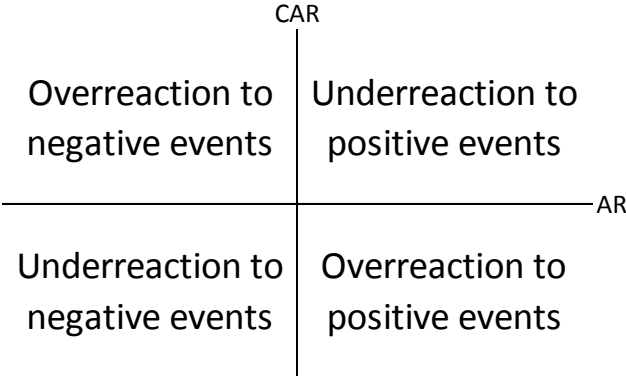 CAR
Overreaction to
negative events
Underreaction to
positive events
AR
Underreaction to
negative events
Overreaction to
positive events